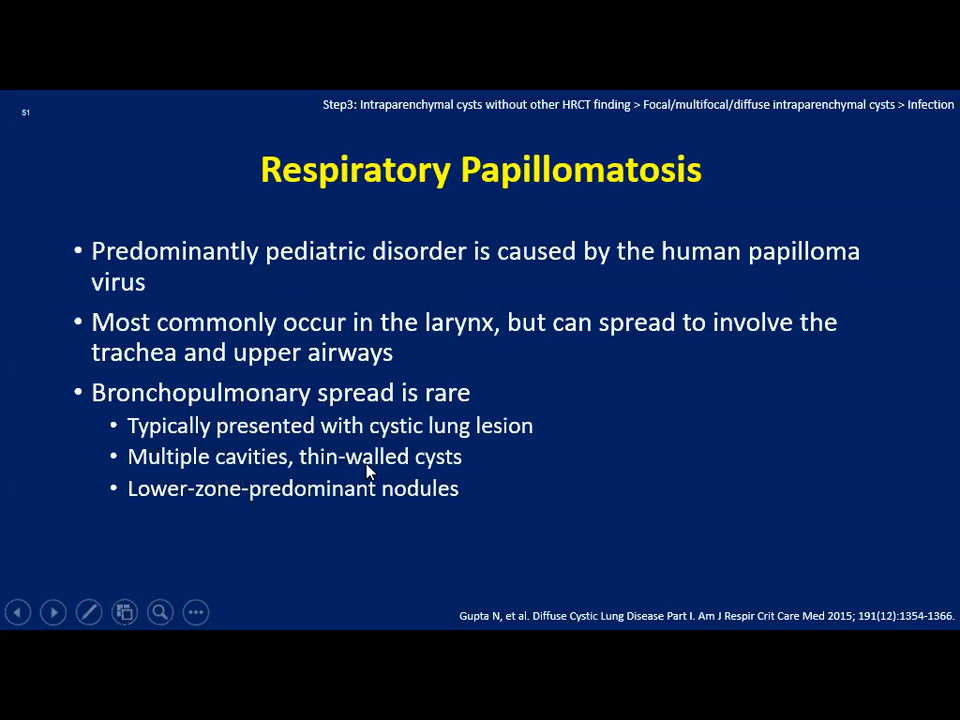 Step3: Intraparenchymal cysts without other HRCT finding > Focal/multifocal/diffuse intraparenchymal cysts > Infection
51
Respiratory Papillomatosis
• Predominantly pediatric disorder is caused by the human papilloma
virus
• Most commonly occur in the larynx, but can spread to involve the
trachea and upper airways
• Bronchopulmonary spread is rare
• Typically presented with cystic lung lesion
• Multiple cavities, thin-walled cysts
• Lower-zone-predominant nodules
Gupta N, et al. Diffuse Cystic Lung Disease Part I. Am J Respir Crit Care Med 2015; 191(12):1354-1366.